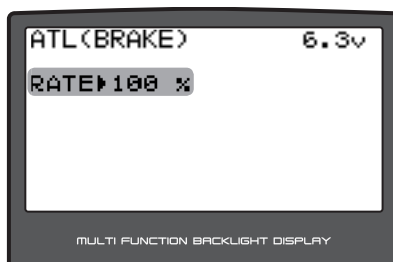 ATL(BRAKE) 6.3v
RATE▶100 %
MULTI FUNCTION BACKLIGHT DISPLAY